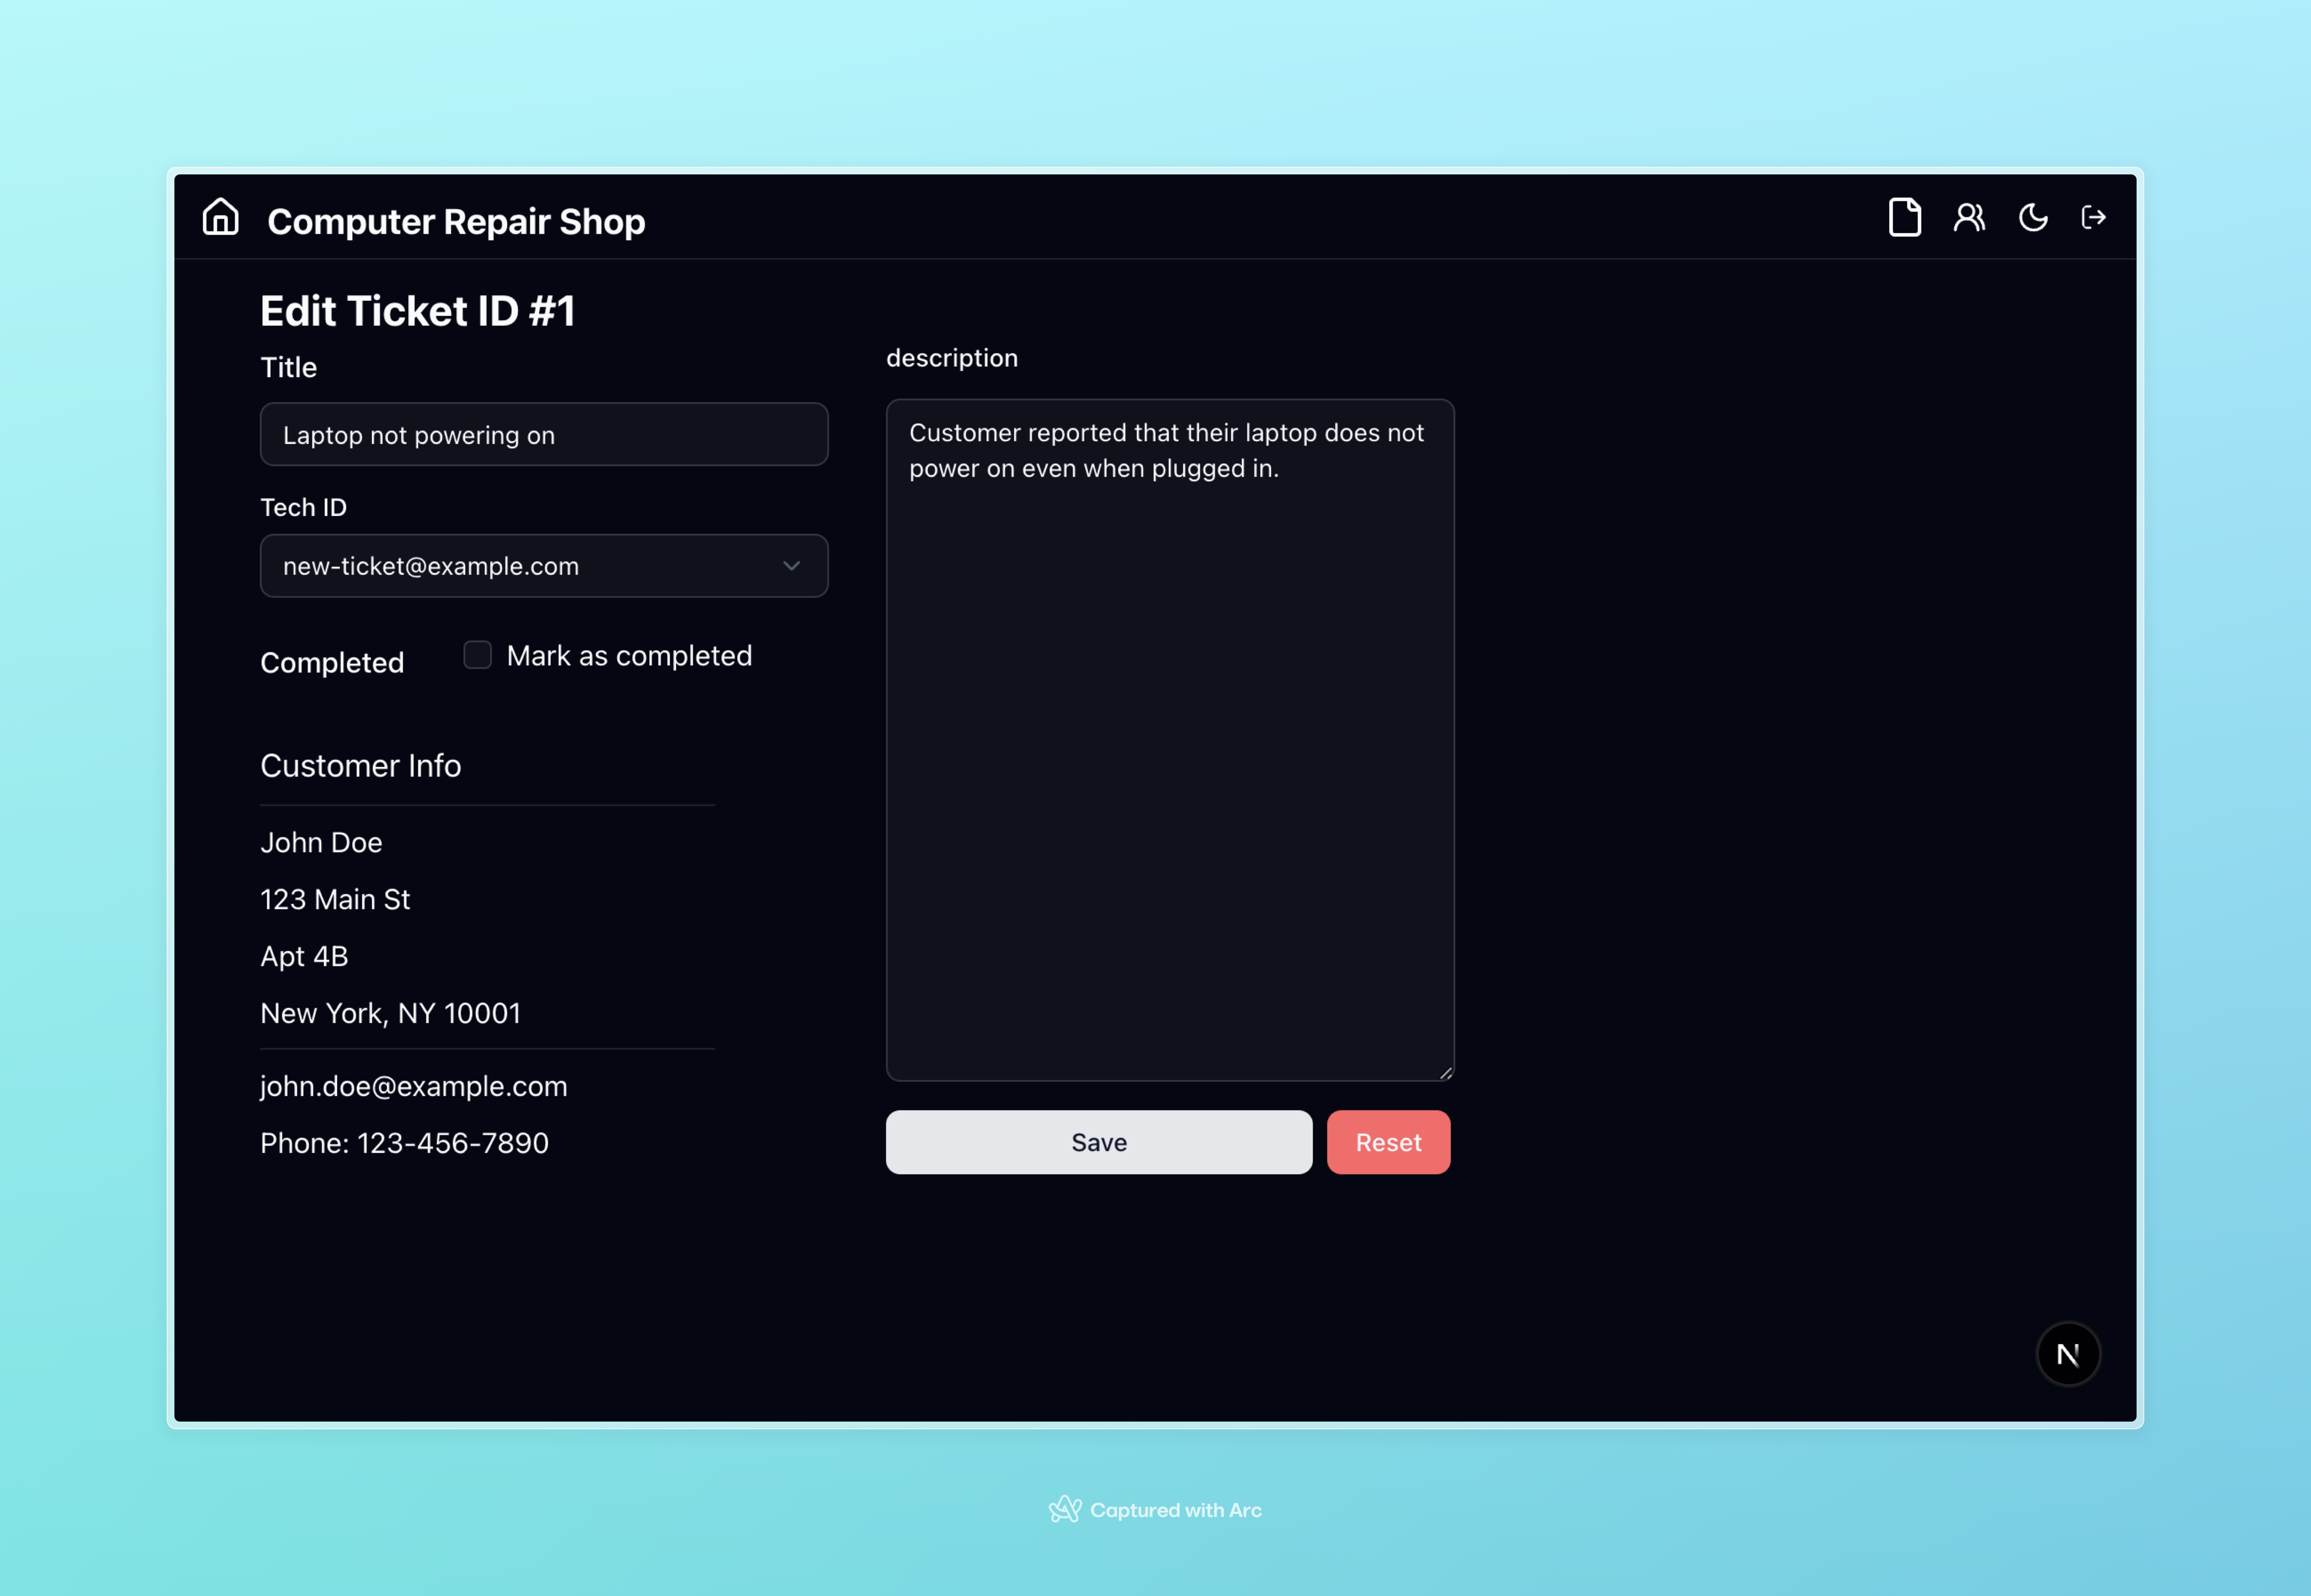 Computer Repair Shop
Edit Ticket ID #1
Title
Laptop not powering on
Tech ID
new-ticket@example.com
Completed
Mark as completed
Customer Info
John Doe
123 Main St
Apt 4B
New York, NY 10001
john.doe@example.com
Phone: 123-456-7890
description
Customer reported that their laptop does not
power on even when plugged in.
Save
Reset
N
Captured with Arc